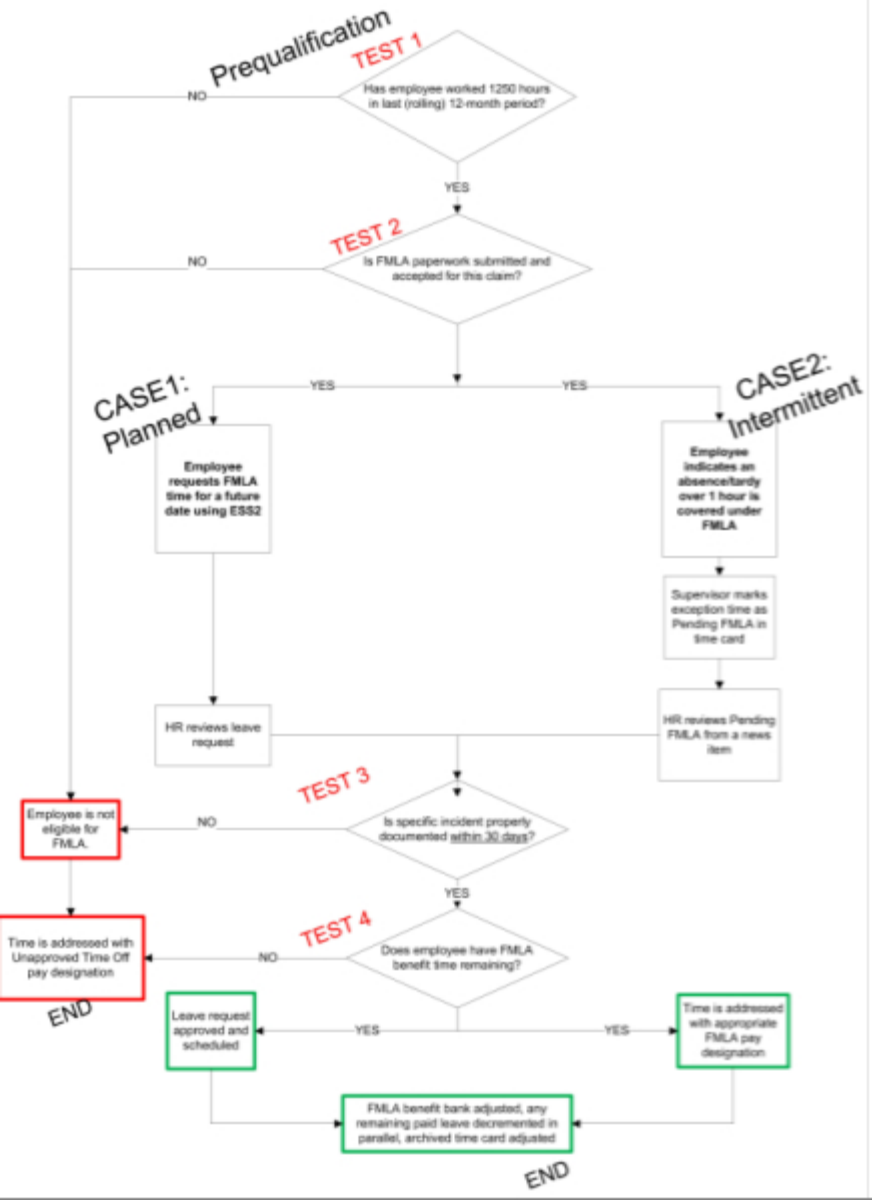 Prequalification
TEST 1
Has employee worked 1250 hours
in last (rolling) 12-month period?
NO
YES
TEST 2
Is FMLA paperwork submitted and
accepted for this claim?
NO
YES
YES
CASE1:
Planned
CASE2:
Intermittent
Employee
requests FMLA
time for a future
date using ESS2
Employee
indicates an
absence/tardy
over 1 hour is
covered under
FMLA
Supervisor marks
exception time as
Pending FMLA in
time card
HR reviews leave
request
HR reviews Pending
FMLA from a news
item
TEST 3
Is specific incident properly
documented within 30 days?
NO
Employee is not
eligible for
FMLA.
YES
TEST 4
Does employee have FMLA
benefit time remaining?
NO
Time is addressed with
Unapproved Time Off
pay designation
END
Leave request
approved and
scheduled
YES
YES
Time is addressed
with appropriate
FMLA pay
designation
FMLA benefit bank adjusted, any
remaining paid leave decremented in
parallel, archived time card adjusted
END